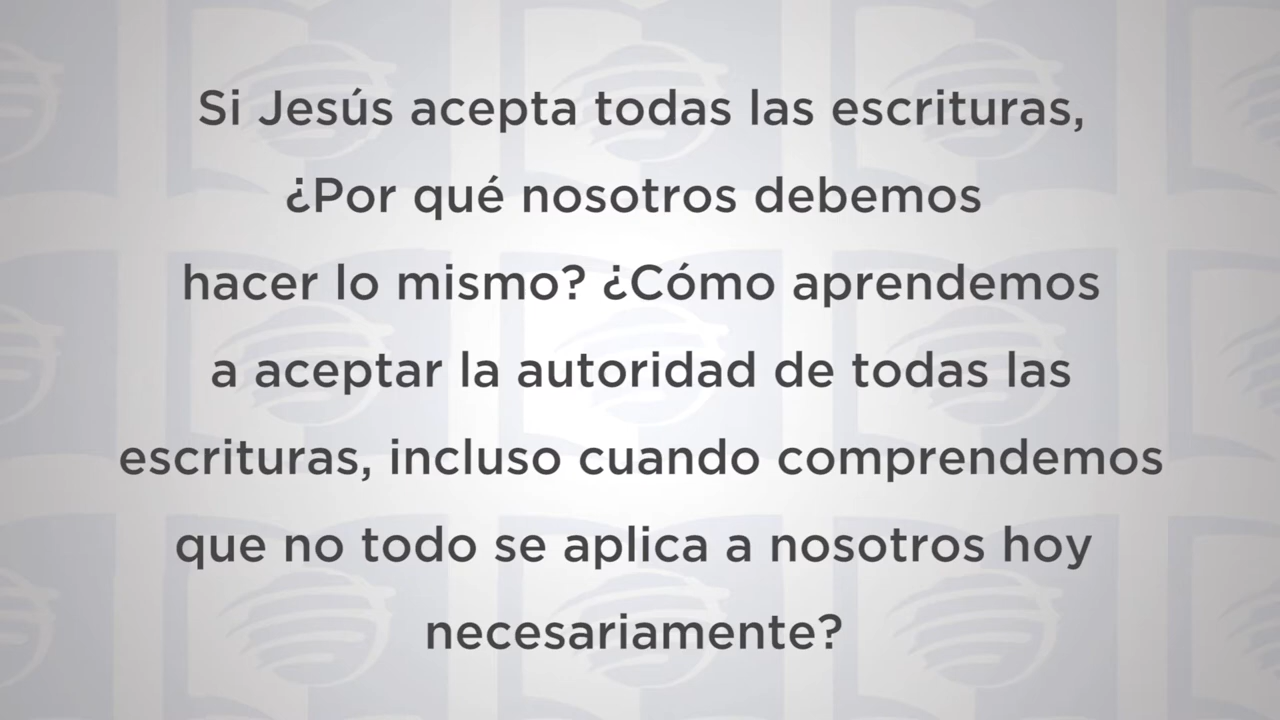 Si Jesús acepta todas las escrituras,
¿Por qué nosotros debemos
hacer lo mismo? ¿Cómo aprendemos
a aceptar la autoridad de todas las
escrituras, incluso cuando comprendemos
que no todo se aplica a nosotros hoy
necesariamente?